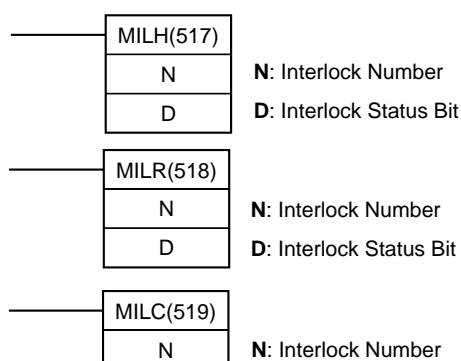 MILH(517)
N N: Interlock Number
D D: Interlock Status Bit
MILR(518)
N N: Interlock Number
D D: Interlock Status Bit
MILC(519)
N N: Interlock Number